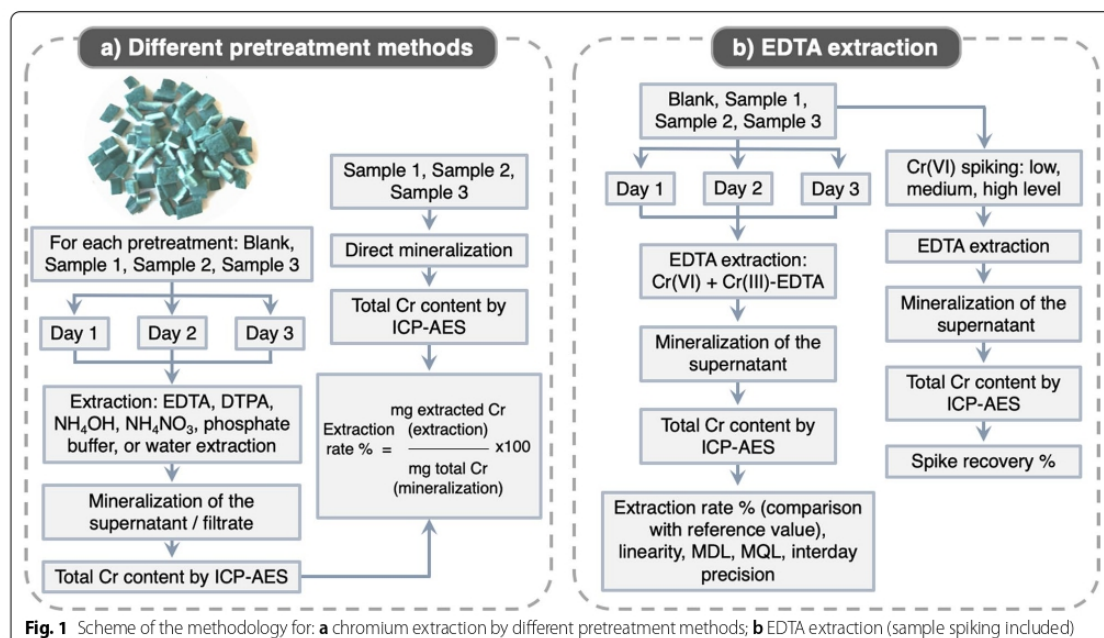 a) Different pretreatment methods
For each pretreatment: Blank,
Sample 1, Sample 2, Sample 3
Day 1
Day 2
Day 3
Extraction: EDTA, DTPA,
NH₄OH, NH₄NO₃, phosphate
buffer, or water extraction
Mineralization of the
supernatant / filtrate
Total Cr content by ICP-AES
Sample 1, Sample 2,
Sample 3
Direct mineralization
Total Cr content by
ICP-AES
Extraction
rate %
=
mg extracted Cr
(extraction)
mg total Cr
(mineralization)
x100
b) EDTA extraction
Blank, Sample 1,
Sample 2, Sample 3
Day 1
Day 2
Day 3
EDTA extraction:
Cr(VI) + Cr(III)-EDTA
Mineralization of the
supernatant
Total Cr content by
ICP-AES
Extraction rate % (comparison
with reference value),
linearity, MDL, MQL, interday
precision
Cr(VI) spiking: low,
medium, high level
EDTA extraction
Mineralization of the
supernatant
Total Cr content by
ICP-AES
Spike recovery %
Fig. 1 Scheme of the methodology for: a chromium extraction by different pretreatment methods; b EDTA extraction (sample spiking included)